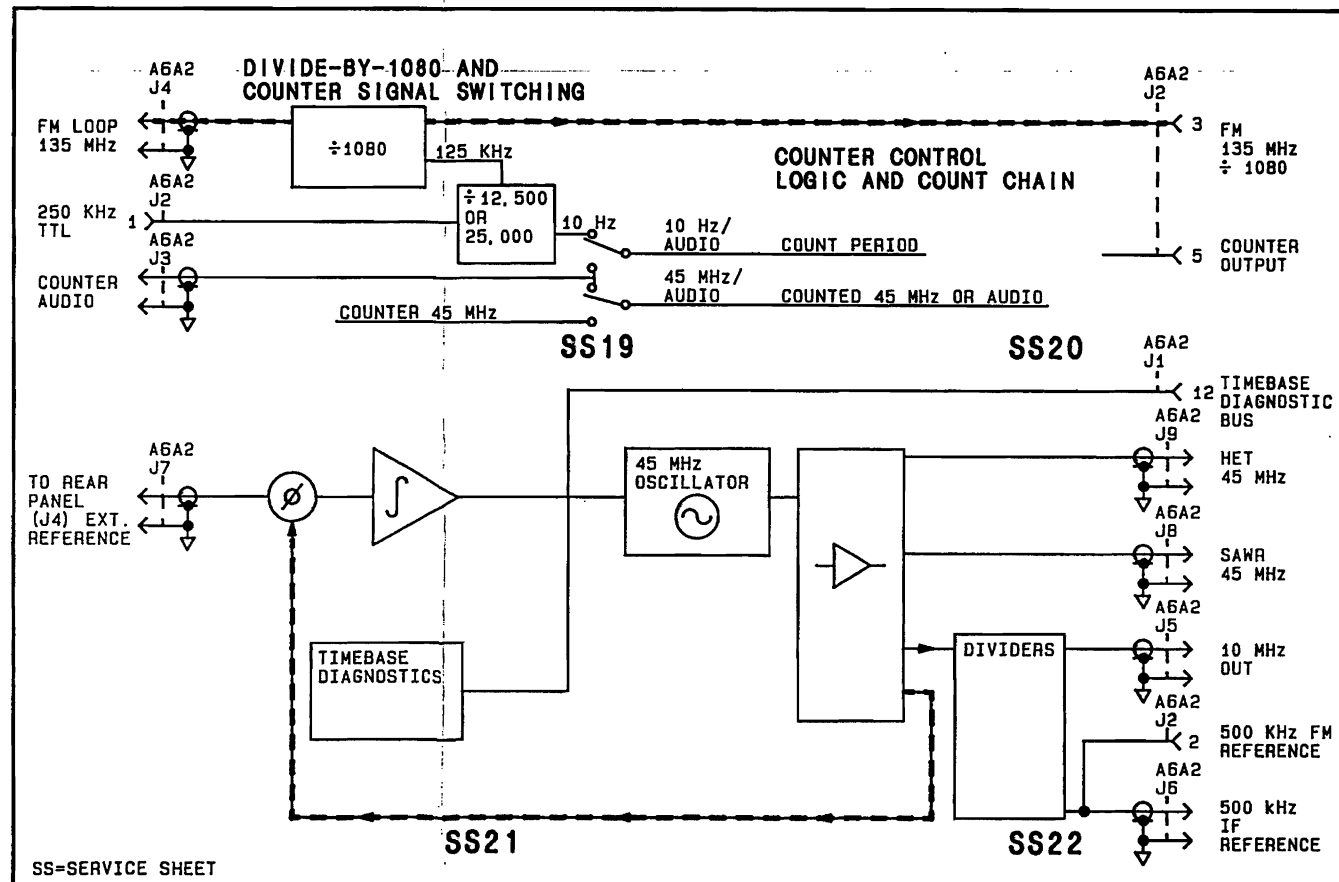 DIVIDE-BY-1080 AND
COUNTER SIGNAL SWITCHING
A6A2
J4
FM LOOP
135 MHz
÷1080
125 KHz
A6A2
J2
3
FM
135 MHz
÷ 1080
COUNTER CONTROL
LOGIC AND COUNT CHAIN
A6A2
J2
250 KHz
TTL
1
÷12,500
OR
25,000
10 Hz
10 Hz/
AUDIO
COUNT PERIOD
5
COUNTER
OUTPUT
J3
A6A2
COUNTER
AUDIO
45 MHz/
AUDIO
COUNTED 45 MHz OR AUDIO
COUNTER 45 MHz
SS19
SS20
A6A2
J1
12
TIMEBASE
DIAGNOSTIC
BUS
A6A2
J7
TO REAR
PANEL
(J4) EXT.
REFERENCE
ø
∫
45 MHz
OSCILLATOR
A6A2
J9
HET
45 MHz
A6A2
J8
SAWR
45 MHz
TIMEBASE
DIAGNOSTICS
DIVIDERS
A6A2
J5
10 MHz
OUT
A6A2
J2
2
500 KHz FM
REFERENCE
A6A2
J6
500 kHz
IF
REFERENCE
SS21
SS22
SS=SERVICE SHEET